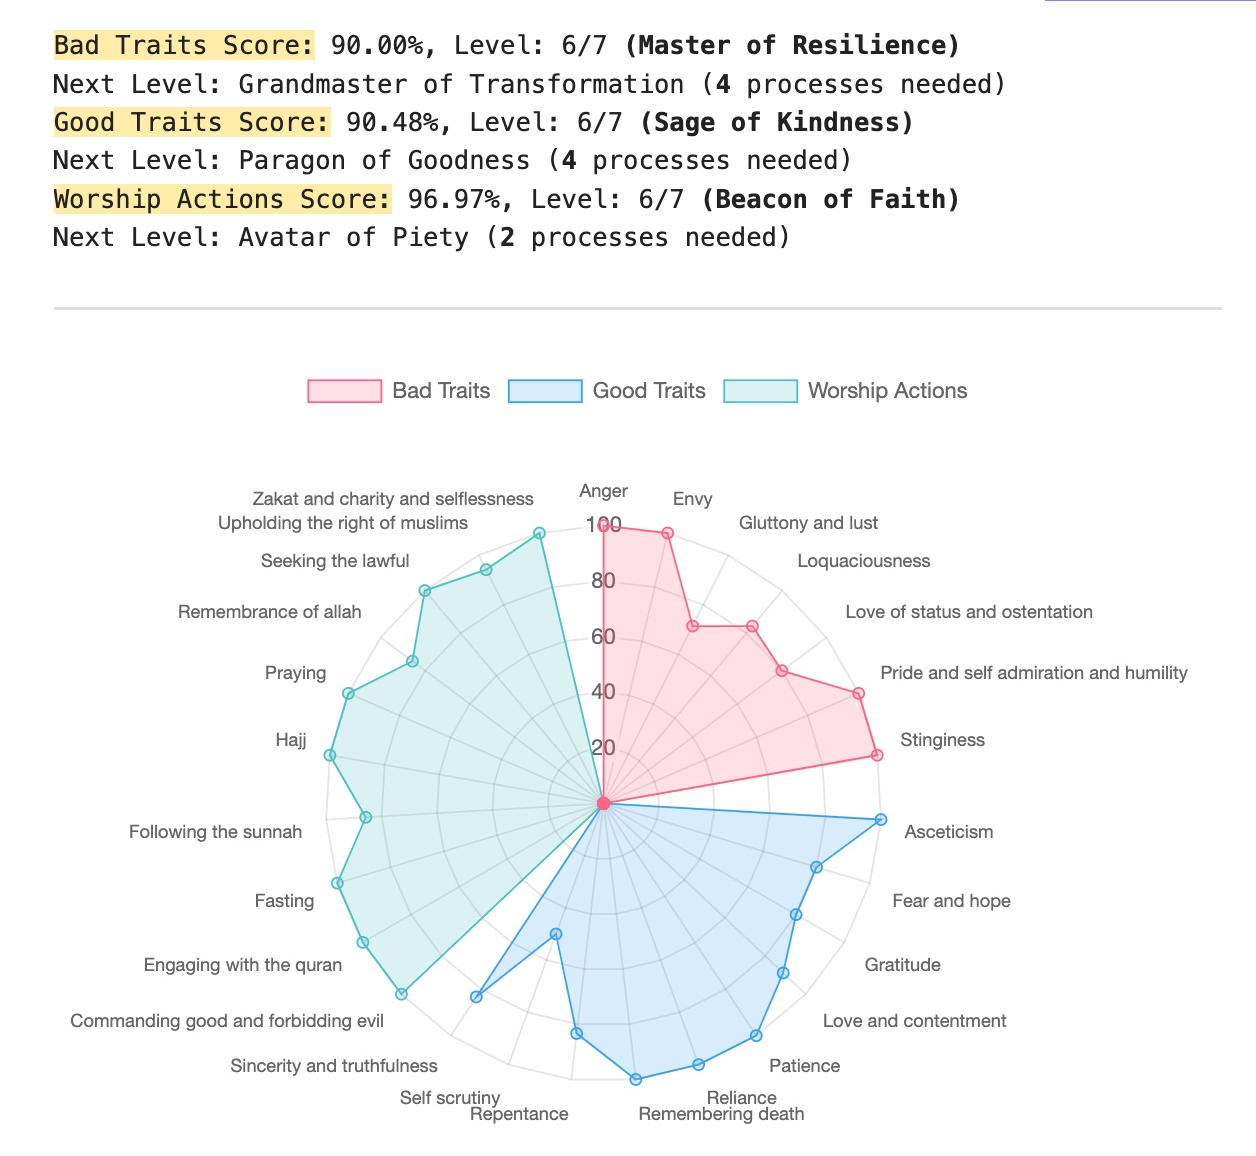 Bad Traits Score: 90.00%, Level: 6/7 (Master of Resilience)
Next Level: Grandmaster of Transformation (4 processes needed)
Good Traits Score: 90.48%, Level: 6/7 (Sage of Kindness)
Next Level: Paragon of Goodness (4 processes needed)
Worship Actions Score: 96.97%, Level: 6/7 (Beacon of Faith)
Next Level: Avatar of Piety (2 processes needed)
Bad Traits
Good Traits
Worship Actions
Anger
Envy
Gluttony and lust
Loquaciousness
Love of status and ostentation
Pride and self admiration and humility
Stinginess
Asceticism
Fear and hope
Gratitude
Love and contentment
Patience
Reliance
Remembering death
Repentance
Self scrutiny
Sincerity and truthfulness
Commanding good and forbidding evil
Engaging with the quran
Fasting
Following the sunnah
Hajj
Praying
Remembrance of allah
Seeking the lawful
Upholding the right of muslims
Zakat and charity and selflessness
100
80
60
40
20